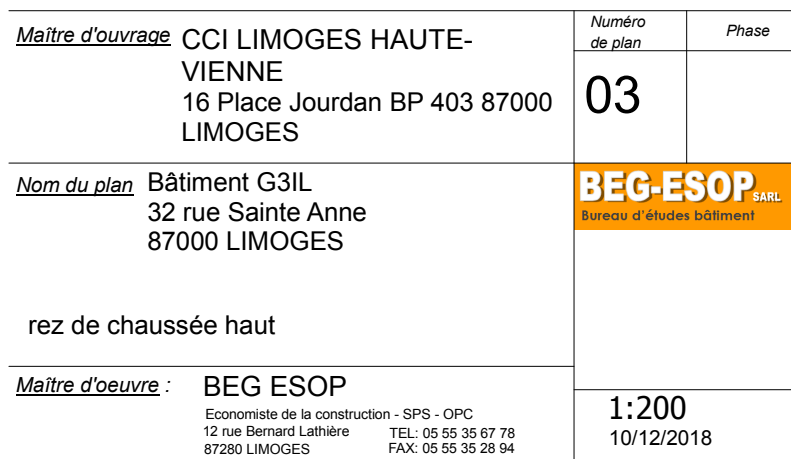 Maître d'ouvrage CCI LIMOGES HAUTE-
VIENNE
16 Place Jourdan BP 403 87000
LIMOGES
Numéro
de plan
Phase
03
Nom du plan Bâtiment G3IL
32 rue Sainte Anne
87000 LIMOGES
rez de chaussée haut
BEG-ESOP SARL
Bureau d'études bâtiment
Maître d'oeuvre : BEG ESOP
Economiste de la construction - SPS - OPC
12 rue Bernard Lathière TEL: 05 55 35 67 78
87280 LIMOGES FAX: 05 55 35 28 94
1:200
10/12/2018